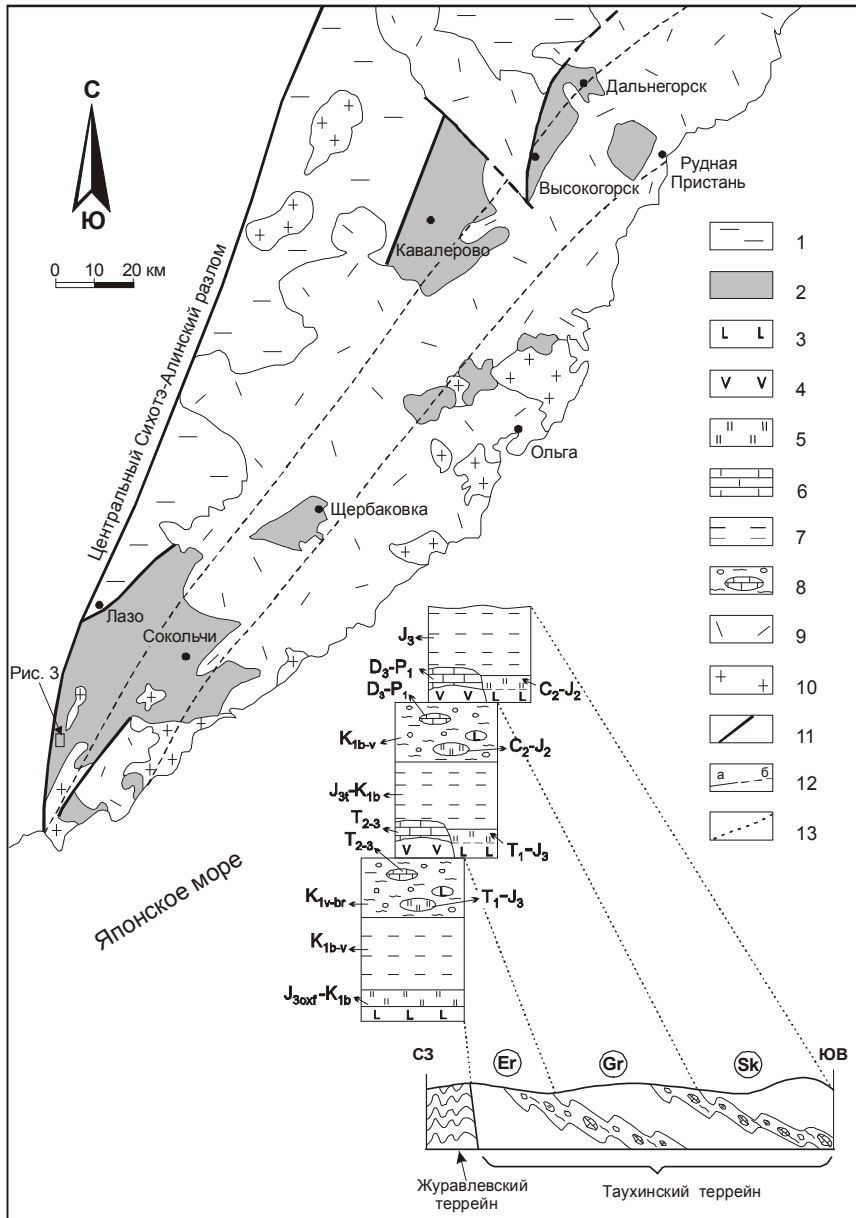 С
Ю
0 10 20 км
Центральный Сихотэ-Алинский разлом
Дальнегорск
Рудная
Пристань
Высокогорск
Кавалерово
Ольга
Щербаковка
Лазо
Сокольчи
Рис. 3
Японское море
1
2
L L
3
V V
4
5
6
7
8
9
10
11
а б
12
13
J3
D3-P1
D3-P1
C2-J2
V V L L
K1b-v
L
C2-J2
J3t-K1b
T2-3
T2-3
T1-J3
V V L L
K1v-br
L
T1-J3
K1b-v
J3oxf-K1b
L L L
СЗ Er Gr Sk ЮВ
Журавлевский
террейн
Таухинский террейн